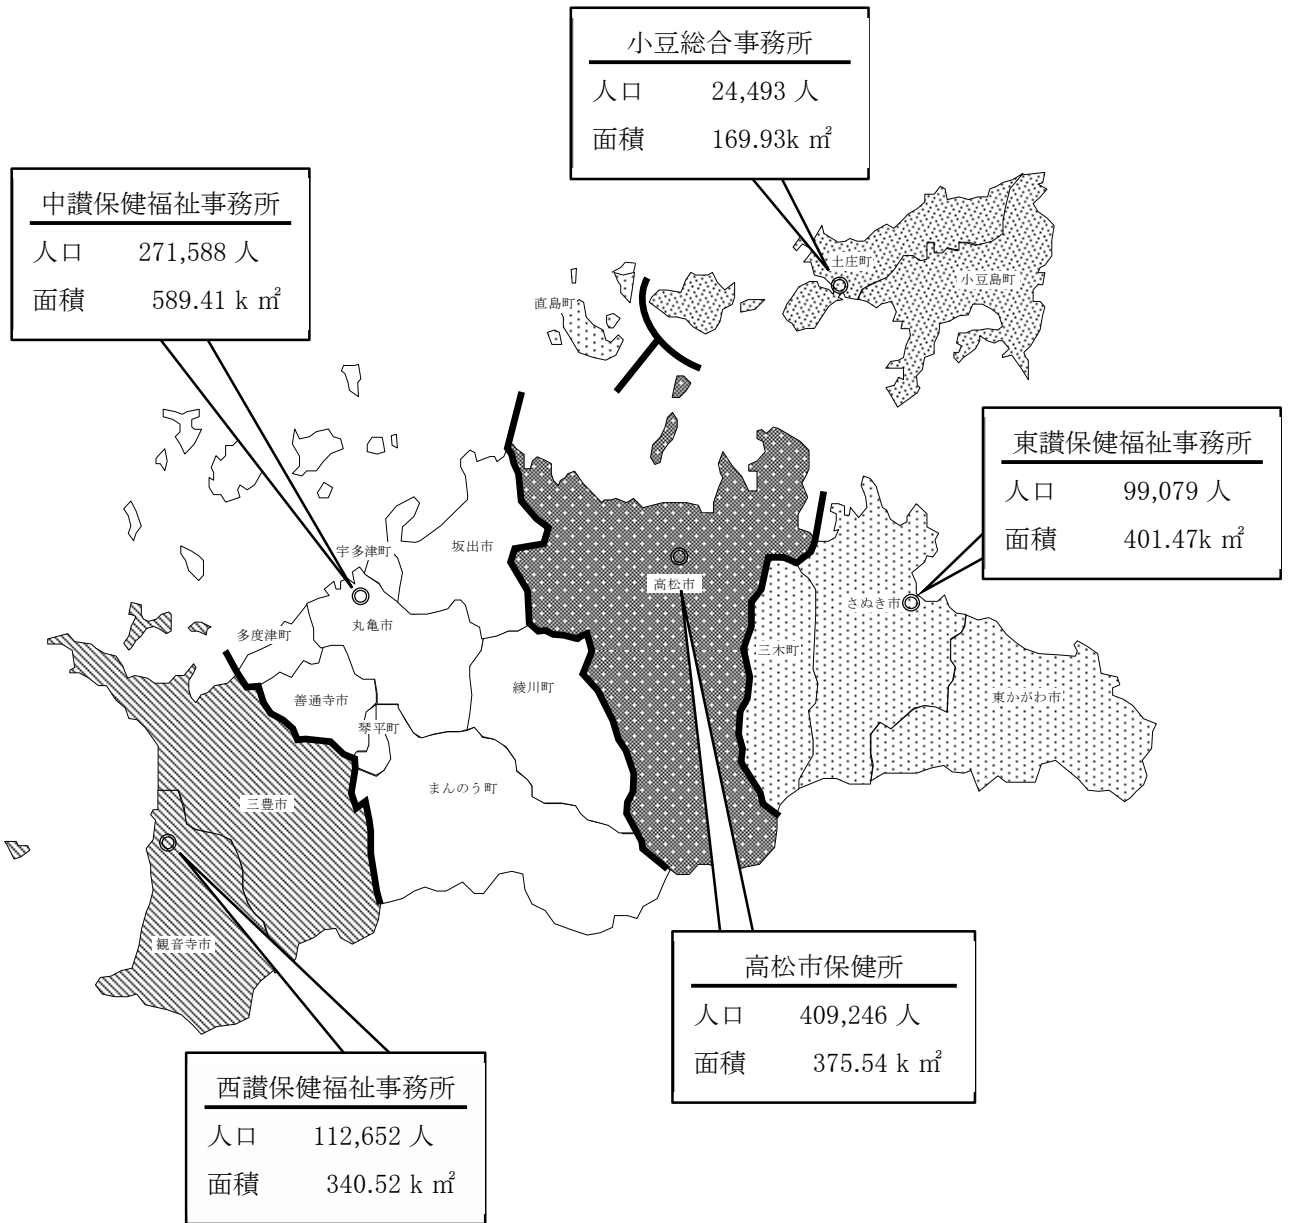 小豆総合事務所
人口 24,493 人
面積 169.93k ㎡
中讃保健福祉事務所
人口 271,588 人
面積 589.41 k ㎡
土庄町
小豆島町
直島町
東讃保健福祉事務所
人口 99,079 人
面積 401.47k ㎡
宇多津町
坂出市
高松市
さぬき市
丸亀市
多度津町
三木町
善通寺市
綾川町
東かがわ市
琴平町
まんのう町
三豊市
観音寺市
高松市保健所
人口 409,246 人
面積 375.54 k ㎡
西讃保健福祉事務所
人口 112,652 人
面積 340.52 k ㎡